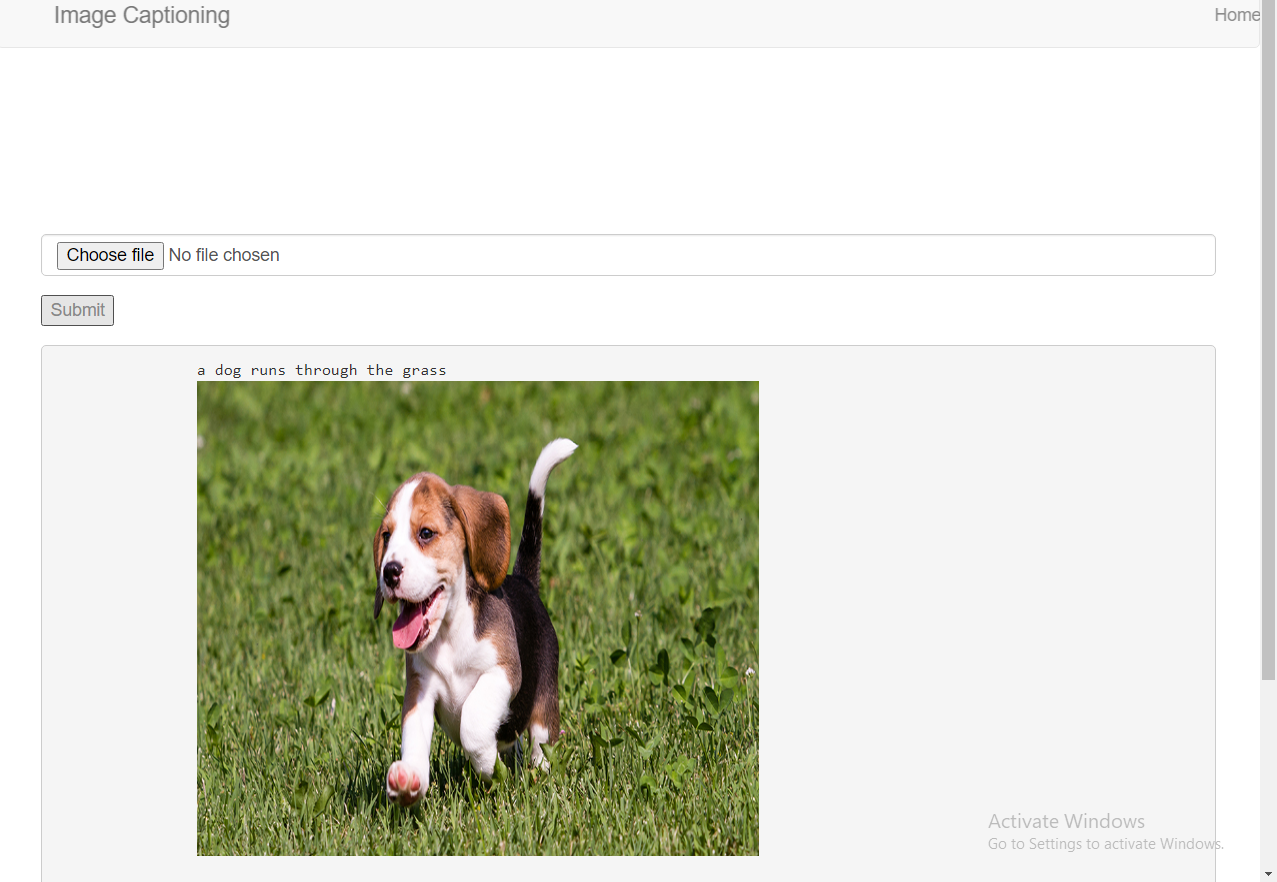 Image Captioning
Home
Choose file No file chosen
Submit
a dog runs through the grass
Activate Windows
Go to Settings to activate Windows.